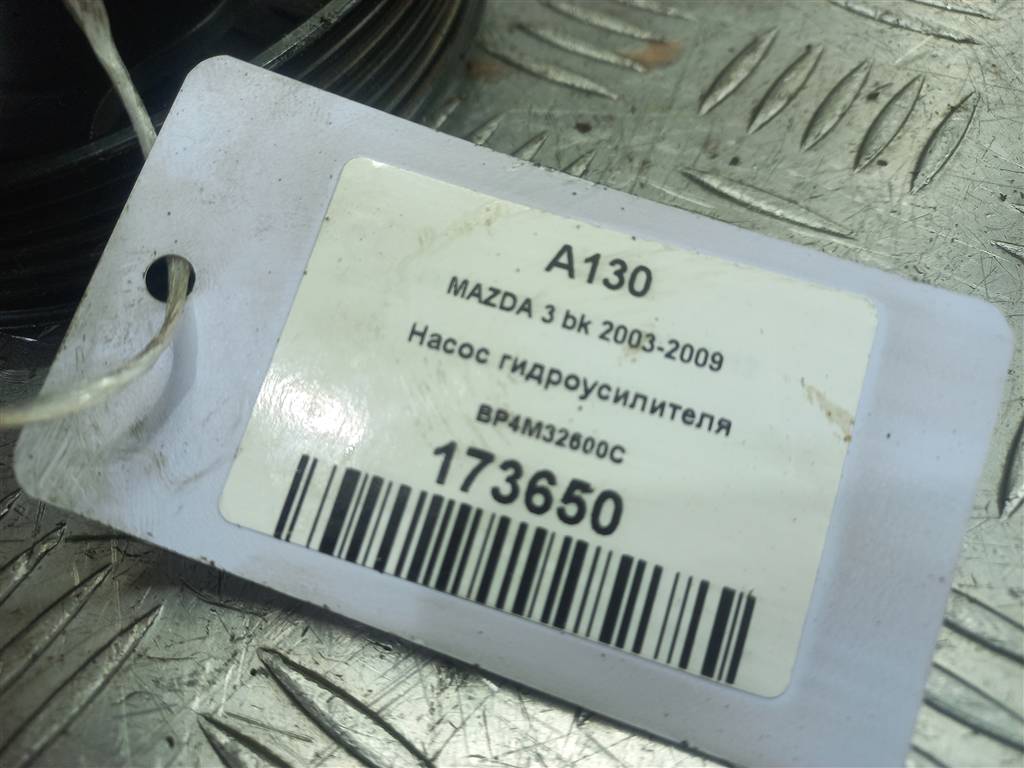 A130
MAZDA 3 bk 2003-2009
Насос гидроусилителя
BP4M32600C
173650